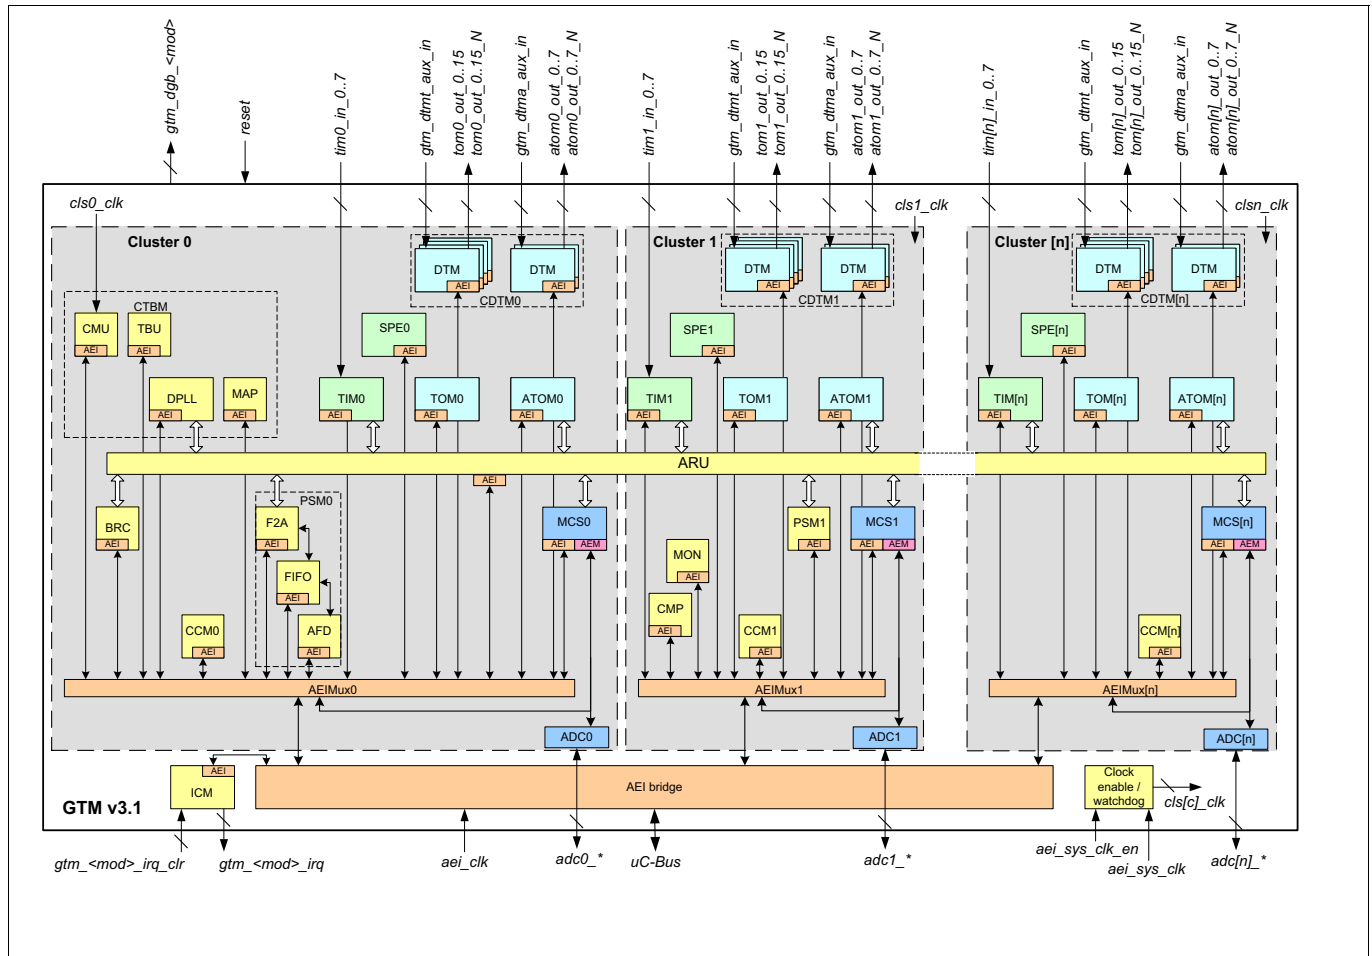 gtm_dgb_<mod>
reset
tim0_in_0..7
gtm_dtmt_aux_in
tom0_out_0..15
tom0_out_0..15_N
gtm_dtma_aux_in
atom0_out_0..7
atom0_out_0..7_N
tim1_in_0..7
gtm_dtmt_aux_in
tom1_out_0..15
tom1_out_0..15_N
gtm_dtma_aux_in
atom1_out_0..7
atom1_out_0..7_N
tim[n]_in_0..7
gtm_dtmt_aux_in
tom[n]_out_0..15
tom[n]_out_0..15_N
gtm_dtma_aux_in
atom[n]_out_0..7
atom[n]_out_0..7_N
cls0_clk
cls1_clk
clsn_clk
Cluster 0
Cluster 1
Cluster [n]
DTM
AEI
DTM
AEI
CDTM0
DTM
AEI
DTM
AEI
CDTM1
DTM
AEI
DTM
AEI
CDTM[n]
CTBM
CMU
AEI
TBU
AEI
SPE0
AEI
SPE1
AEI
SPE[n]
AEI
DPLL
AEI
MAP
AEI
TIM0
AEI
TOM0
AEI
ATOM0
AEI
TIM1
AEI
TOM1
AEI
ATOM1
AEI
TIM[n]
AEI
TOM[n]
AEI
ATOM[n]
AEI
ARU
AEI
BRC
AEI
PSM0
F2A
AEI
FIFO
AEI
AFD
AEI
MCS0
AEI
AEM
CCM0
AEI
MON
AEI
CMP
AEI
CCM1
AEI
PSM1
AEI
MCS1
AEI
AEM
MCS[n]
AEI
AEM
CCM[n]
AEI
AEIMux0
AEIMux1
AEIMux[n]
ADC0
ADC1
ADC[n]
AEI
ICM
AEI bridge
Clock
enable /
watchdog
cls[c]_clk
GTM v3.1
gtm_<mod>_irq_clr
gtm_<mod>_irq
aei_clk
adc0_*
uC-Bus
adc1_*
aei_sys_clk_en
aei_sys_clk
adc[n]_*